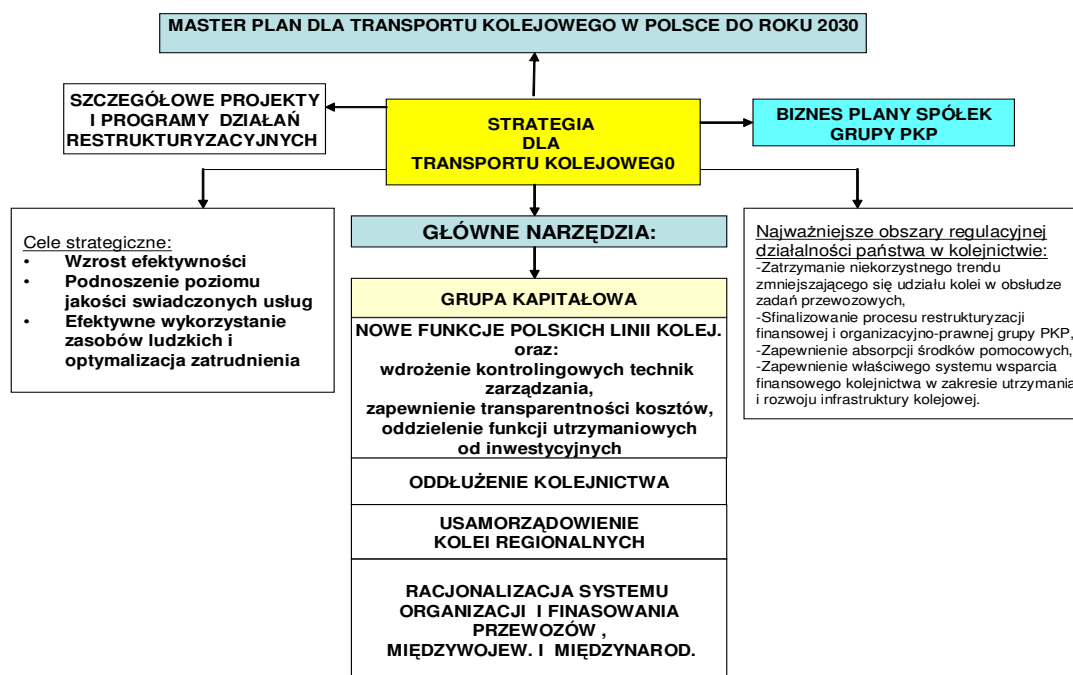 MASTER PLAN DLA TRANSPORTU KOLEJOWEGO W POLSCE DO ROKU 2030
SZCZEGÓŁOWE PROJEKTY
I PROGRAMY DZIAŁAŃ
RESTRUKTURYZACYJNYCH
STRATEGIA
DLA
TRANSPORTU KOLEJOWEG0
BIZNES PLANY SPÓŁEK
GRUPY PKP
Cele strategiczne:
• Wzrost efektywności
• Podnoszenie poziomu
jakości swiadczonych usług
• Efektywne wykorzystanie
zasobów ludzkich i
optymalizacja zatrudnienia
GŁÓWNE NARZĘDZIA:
GRUPA KAPITAŁOWA
NOWE FUNKCJE POLSKICH LINII KOLEJ.
oraz:
wdrożenie kontrolingowych technik
zarządzania,
zapewnienie transparentności kosztów,
oddzielenie funkcji utrzymaniowych
od inwestycyjnych
ODDŁUŻENIE KOLEJNICTWA
USAMORZĄDOWIENIE
KOLEI REGIONALNYCH
RACJONALIZACJA SYSTEMU
ORGANIZACJI I FINASOWANIA
PRZEWOZÓW ,
MIĘDZYWOJEW. I MIĘDZYNAROD.
Najważniejsze obszary regulacyjnej
działalności państwa w kolejnictwie:
-Zatrzymanie niekorzystnego trendu
zmniejszającego się udziału kolei w obsłudze
zadań przewozowych,
-Sfinalizowanie procesu restrukturyzacji
finansowej i organizacyjno-prawnej grupy PKP,
-Zapewnienie absorpcji środków pomocowych,
-Zapewnienie właściwego systemu wsparcia
finansowego kolejnictwa w zakresie utrzymania
i rozwoju infrastruktury kolejowej.